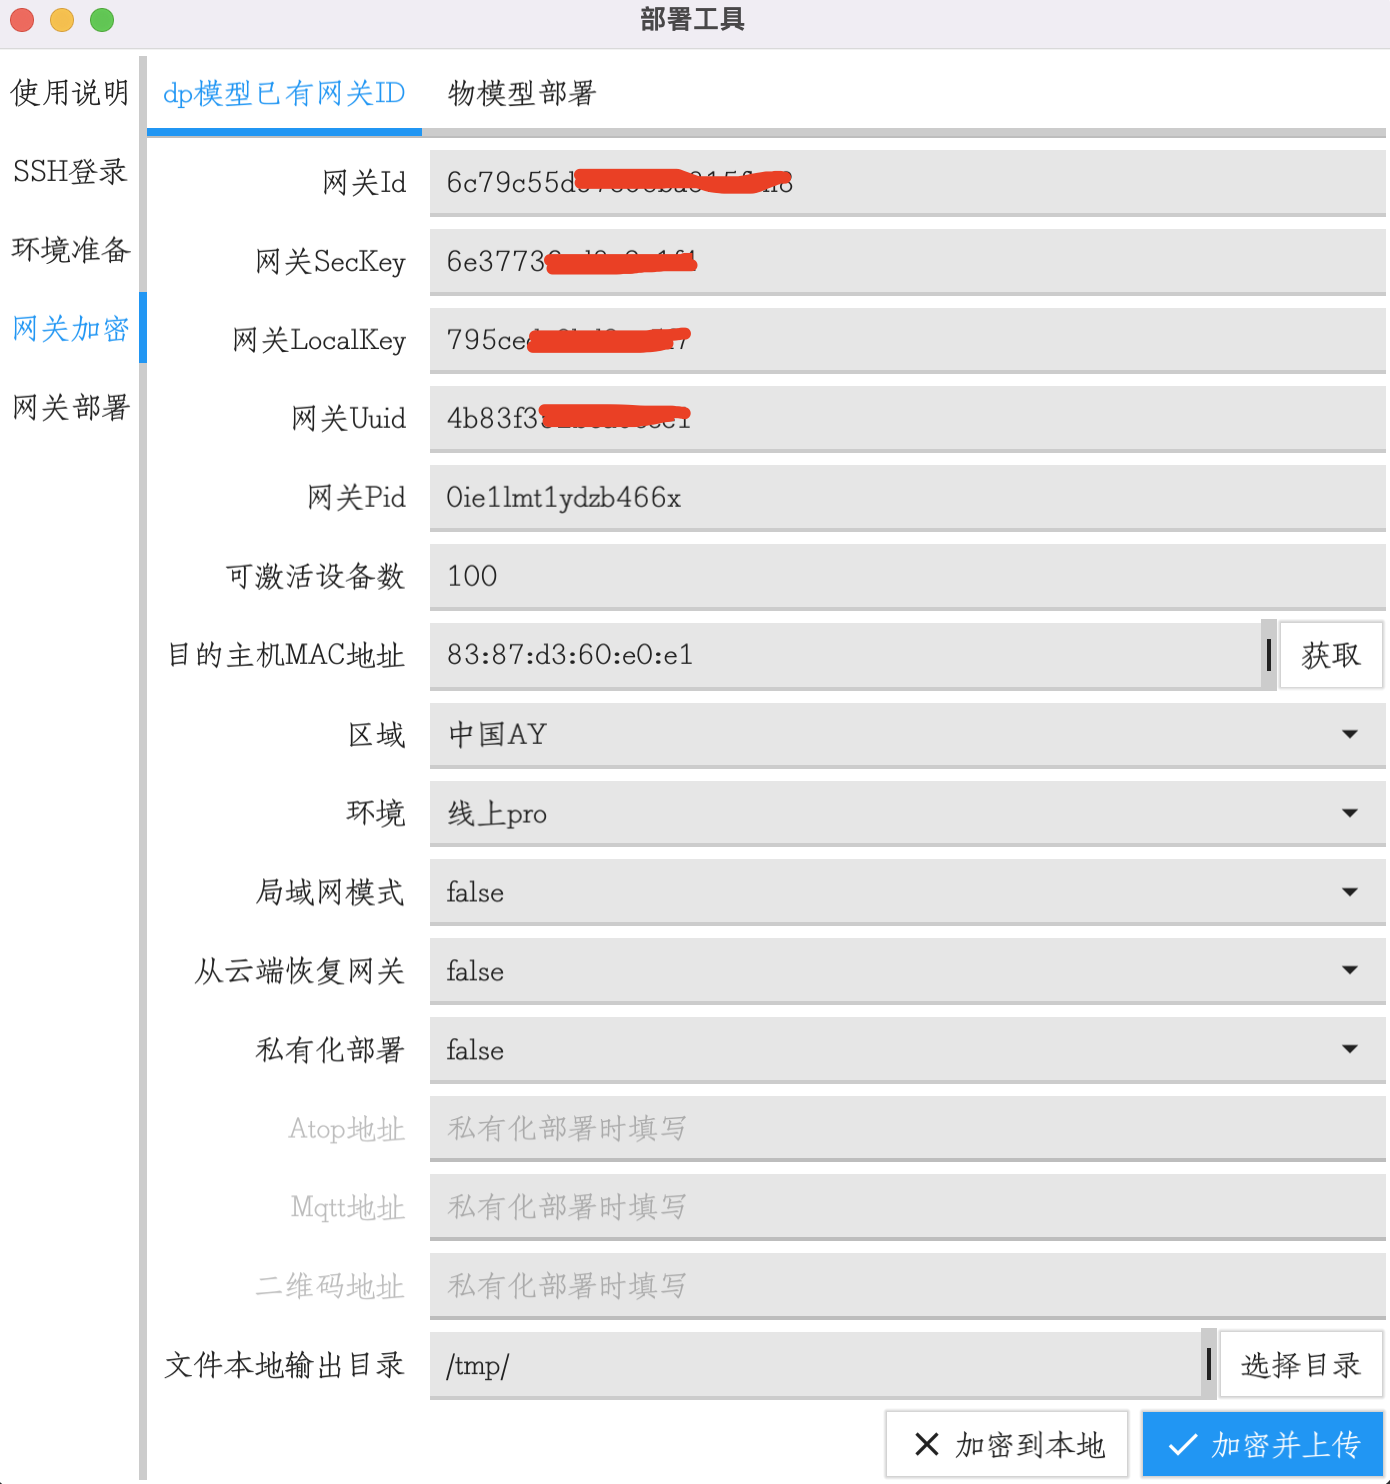 部署工具
使用说明
SSH登录
环境准备
网关加密
网关部署
dp模型已有网关ID 物模型部署
网关Id 6c79c55d
网关SecKey 6e3773
网关LocalKey 795ce
网关Uuid 4b83f3
网关Pid 0ie1lmt1ydzb466x
可激活设备数 100
目的主机MAC地址 83:87:d3:60:e0:e1 获取
区域 中国AY
环境 线上pro
局域网模式 false
从云端恢复网关 false
私有化部署 false
Atop地址 私有化部署时填写
Mqtt地址 私有化部署时填写
二维码地址 私有化部署时填写
文件本地输出目录 /tmp/ 选择目录
加密到本地 加密并上传